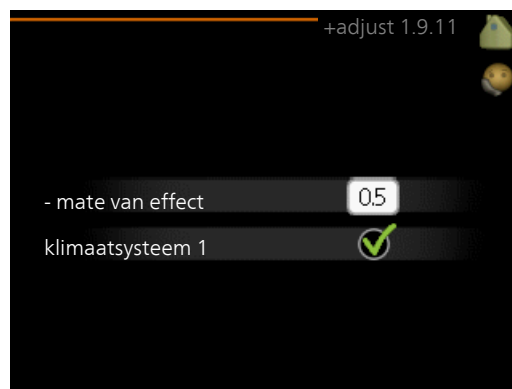 +adjust 1.9.11
- mate van effect 0.5
klimaatsysteem 1